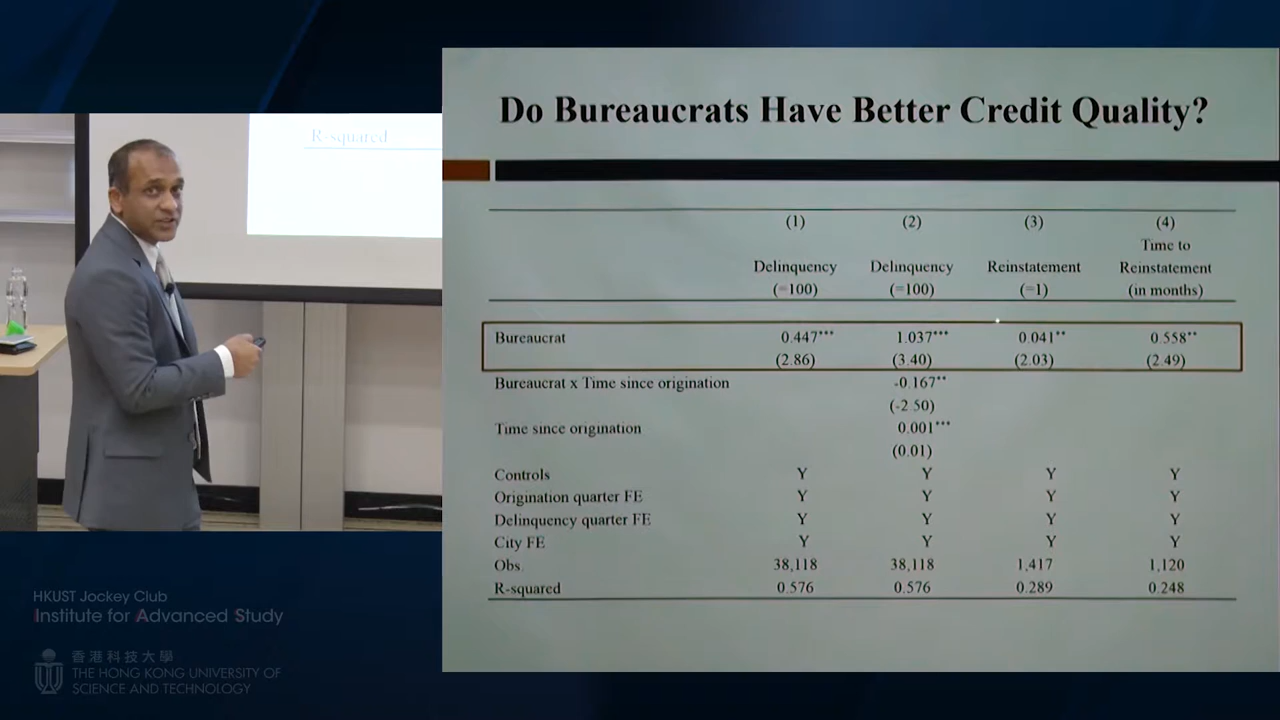 R-squared
Do Bureaucrats Have Better Credit Quality?
(1) (2) (3) (4)
Time to
Delinquency Delinquency Reinstatement Reinstatement
(=100) (=100) (=1) (in months)
Bureaucrat 0.447*** 1.037*** 0.041** 0.558**
(2.86) (3.40) (2.03) (2.49)
Bureaucrat x Time since origination -0.167**
(-2.50)
Time since origination 0.001***
(0.01)
Controls Y Y Y Y
Origination quarter FE Y Y Y Y
Delinquency quarter FE Y Y Y Y
City FE Y Y Y Y
Obs. 38,118 38,118 1,417 1,120
R-squared 0.576 0.576 0.289 0.248
HKUST Jockey Club
Institute for Advanced Study
香港科技大學
THE HONG KONG UNIVERSITY OF
SCIENCE AND TECHNOLOGY